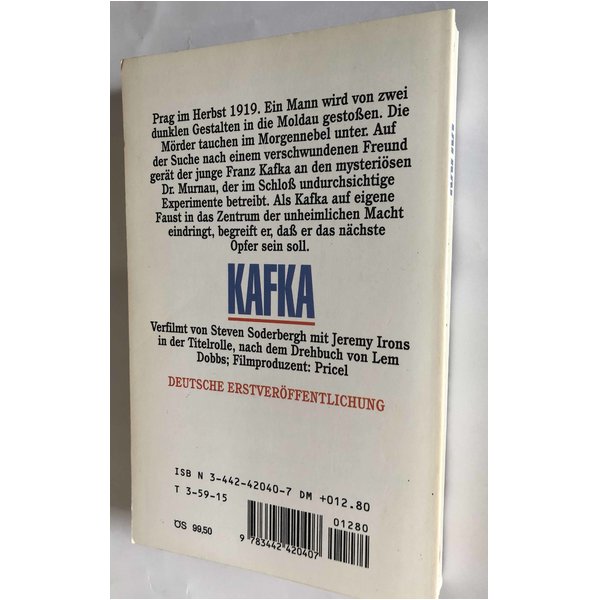 Prag im Herbst 1919. Ein Mann wird von zwei
dunklen Gestalten in die Moldau gestoßen. Die
Mörder tauchen im Morgennebel unter. Auf
der Suche nach einem verschwundenen Freund
gerät der junge Franz Kafka an den mysteriösen
Dr. Murnau, der im Schloß undurchsichtige
Experimente betreibt. Als Kafka auf eigene
Faust in das Zentrum der unheimlichen Macht
eindringt, begreift er, daß er das nächste
Opfer sein soll.
KAFKA
Verfilmt von Steven Soderbergh mit Jeremy Irons
in der Titelrolle, nach dem Drehbuch von Lem
Dobbs; Filmproduzent: Pricel
DEUTSCHE ERSTVERÖFFENTLICHUNG
ISB N 3-442-42040-7 DM +012.80
T 3-59-15
01280
ÖS 99,50
9 783442 420407